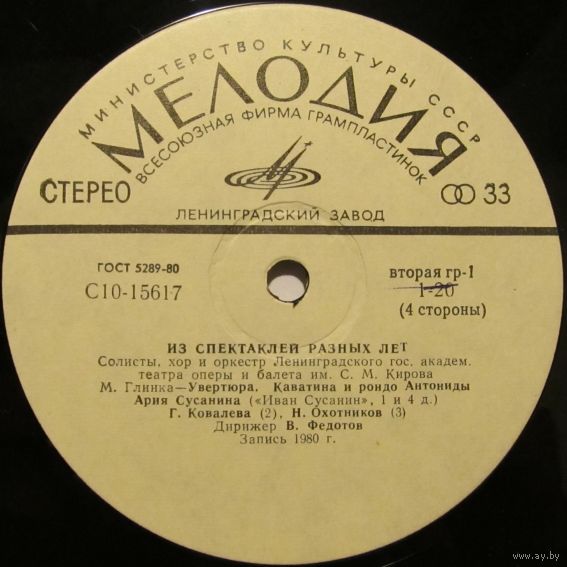 МИНИСТЕРСТВО КУЛЬТУРЫ СССР
МЕЛОДИЯ
ВСЕСОЮЗНАЯ ФИРМА ГРАМПЛАСТИНОК
СТЕРЕО
33
ЛЕНИНГРАДСКИЙ ЗАВОД
ГОСТ 5289-80
С10-15617
вторая гр-1
1-20
(4 стороны)
ИЗ СПЕКТАКЛЕЙ РАЗНЫХ ЛЕТ
Солисты, хор и оркестр Ленинградского гос. академ.
театра оперы и балета им. С. М. Кирова
М. Глинка—Увертюра, Каватина и рондо Антониды
Ария Сусанина («Иван Сусанин», 1 и 4 д.)
Г. Ковалева (2), Н. Охотников (3)
Дирижер В. Федотов
Запись 1980 г.
www.ay.by